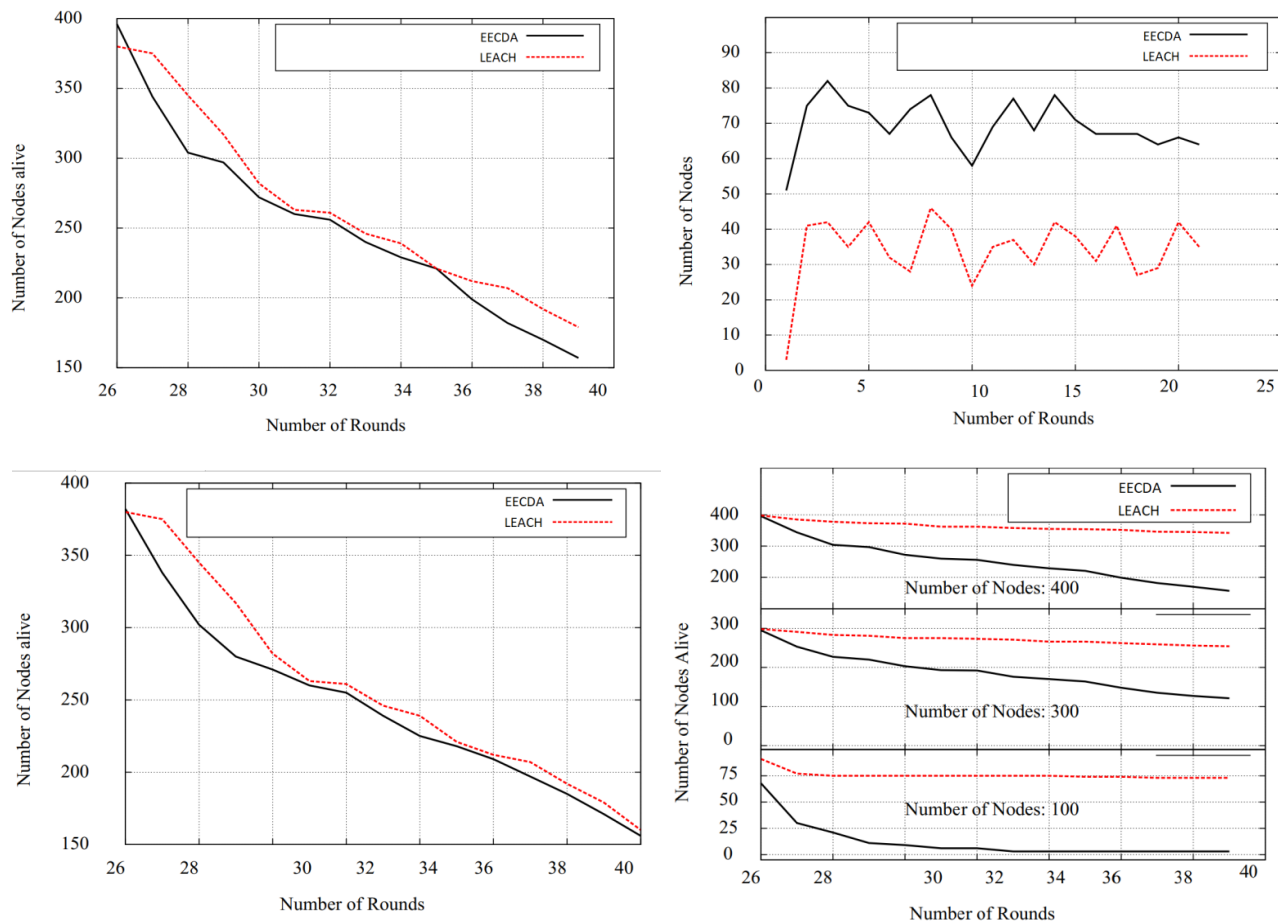 400
350
300
250
200
150
Number of Nodes alive
EECDA
LEACH
26 28 30 32 34 36 38 40
Number of Rounds
90
80
70
60
50
40
30
20
10
0
Number of Nodes
EECDA
LEACH
0 5 10 15 20 25
Number of Rounds
400
350
300
250
200
150
Number of Nodes alive
EECDA
LEACH
26 28 30 32 34 36 38 40
Number of Rounds
EECDA
LEACH
400
300
200
Number of Nodes: 400
300
200
100
0
Number of Nodes: 300
75
50
25
0
Number of Nodes: 100
Number of Nodes Alive
26 28 30 32 34 36 38 40
Number of Rounds